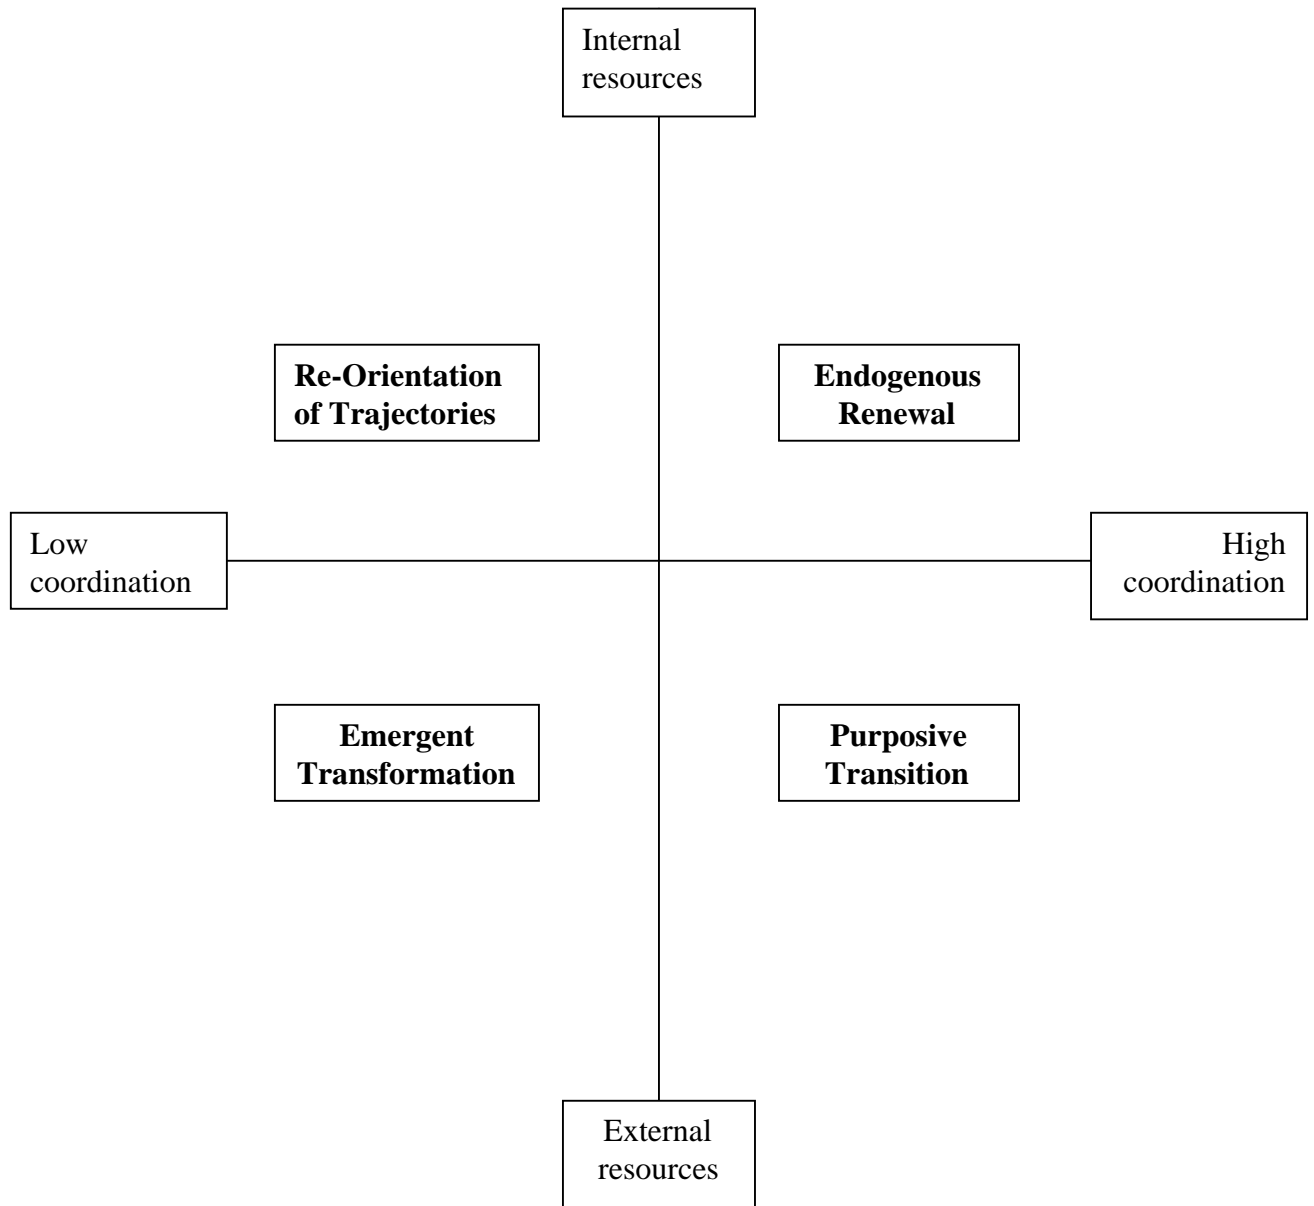 Internal
resources
Re-Orientation
of Trajectories
Endogenous
Renewal
Low
coordination
High
coordination
Emergent
Transformation
Purposive
Transition
External
resources